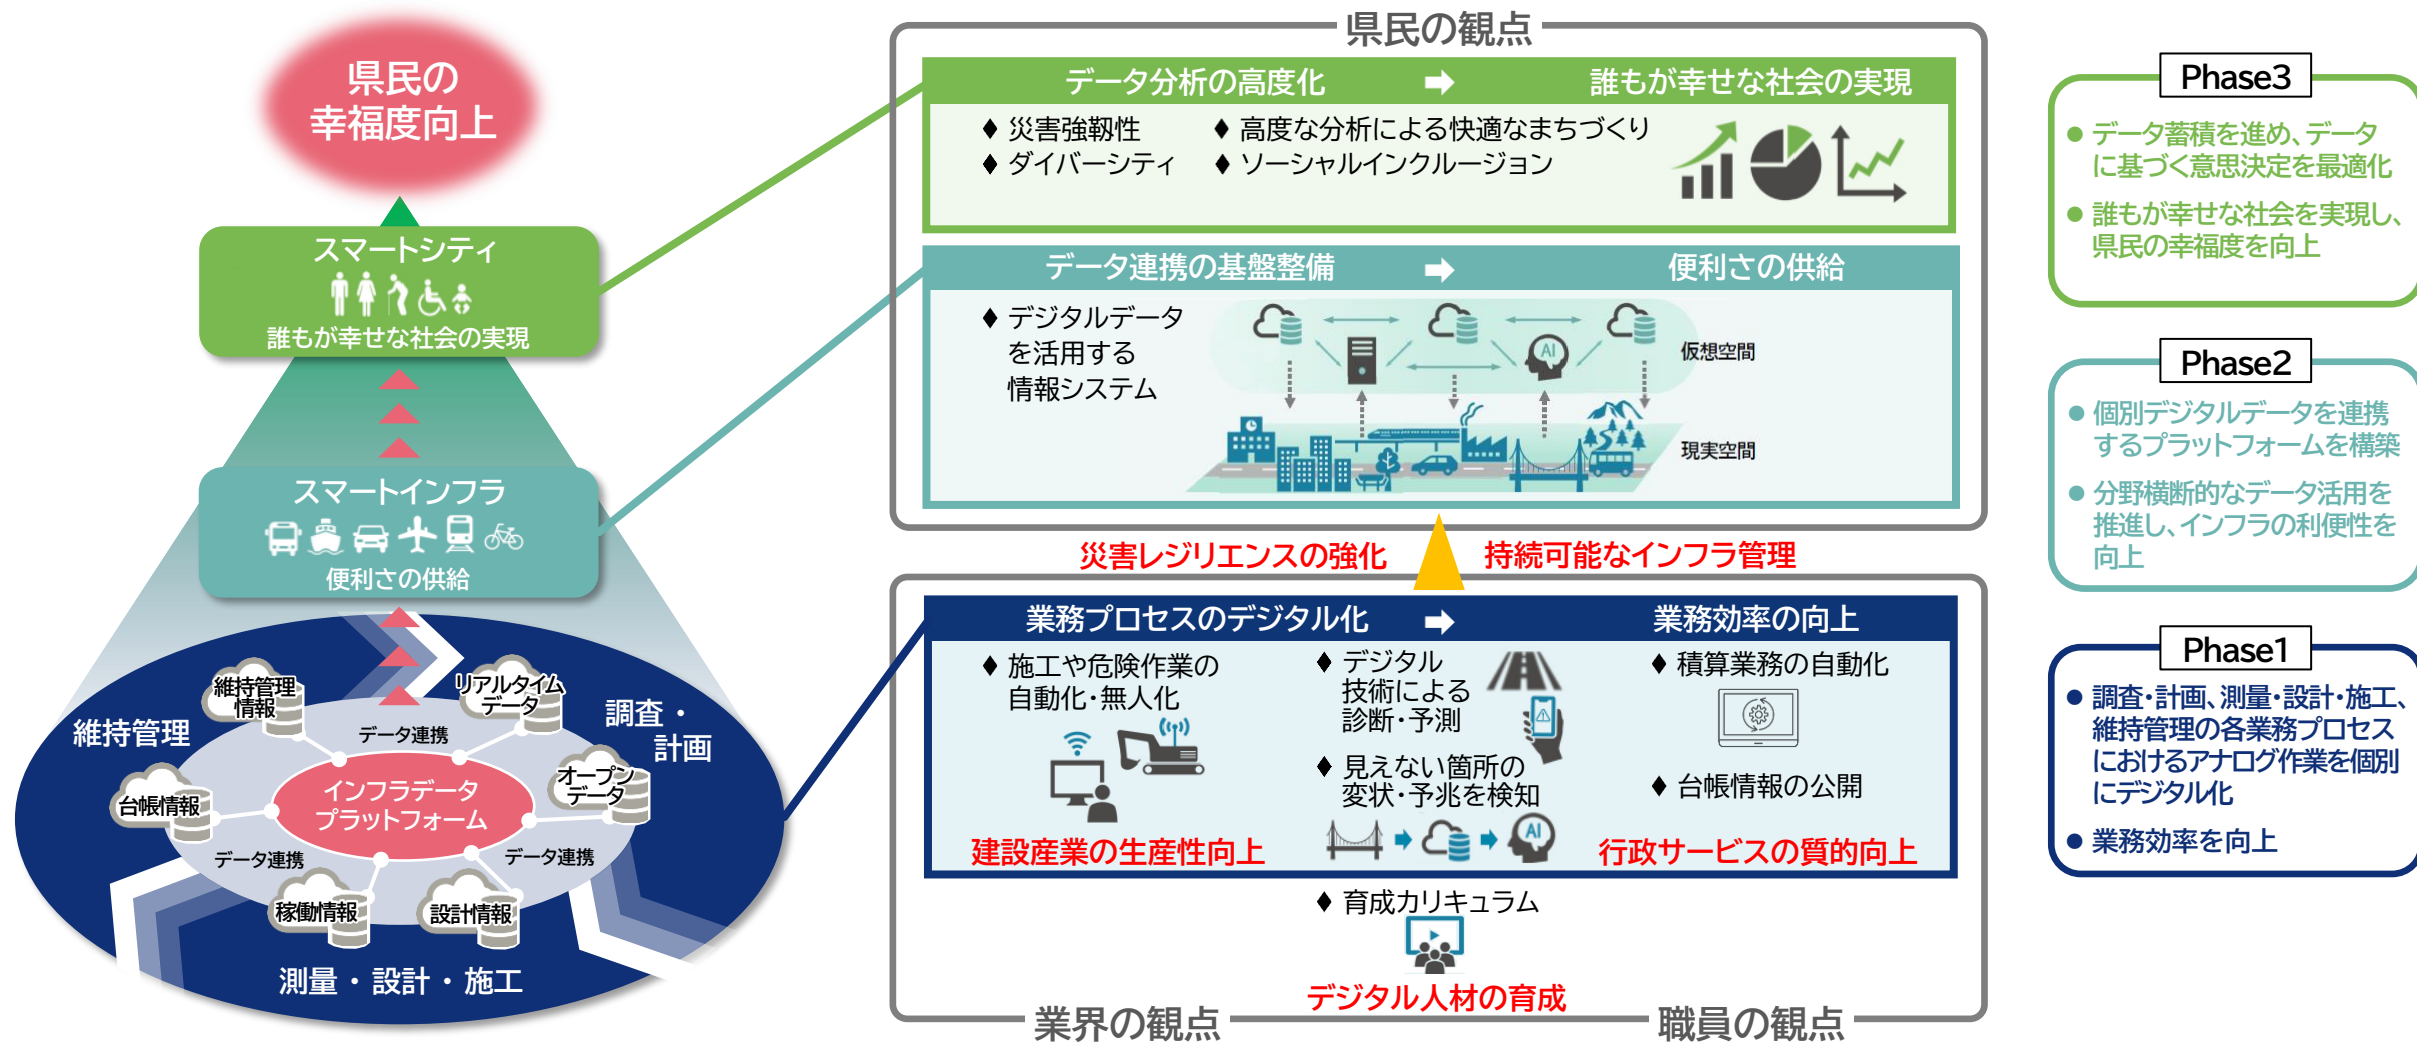 県民の
幸福度向上
スマートシティ
誰もが幸せな社会の実現
スマートインフラ
便利さの供給
維持管理
調査・
計画
測量・設計・施工
維持管理
情報
リアルタイム
データ
台帳情報
オープン
データ
稼働情報
設計情報
データ連携
データ連携
データ連携
インフラデータ
プラットフォーム
県民の観点
データ分析の高度化
誰もが幸せな社会の実現
♦ 災害強靱性
♦ 高度な分析による快適なまちづくり
♦ ダイバーシティ
♦ ソーシャルインクルージョン
データ連携の基盤整備
便利さの供給
♦ デジタルデータ
を活用する
情報システム
AI
仮想空間
現実空間
災害レジリエンスの強化
持続可能なインフラ管理
業務プロセスのデジタル化
業務効率の向上
♦ 施工や危険作業の
自動化・無人化
建設産業の生産性向上
♦ デジタル
技術による
診断・予測
♦ 見えない箇所の
変状・予兆を検知
AI
♦ 積算業務の自動化
♦ 台帳情報の公開
行政サービスの質的向上
♦ 育成カリキュラム
デジタル人材の育成
業界の観点
職員の観点
Phase3
● データ蓄積を進め、データ
に基づく意思決定を最適化
● 誰もが幸せな社会を実現し、
県民の幸福度を向上
Phase2
● 個別デジタルデータを連携
するプラットフォームを構築
● 分野横断的なデータ活用を
推進し、インフラの利便性を
向上
Phase1
● 調査・計画、測量・設計・施工、
維持管理の各業務プロセス
におけるアナログ作業を個別
にデジタル化
● 業務効率を向上